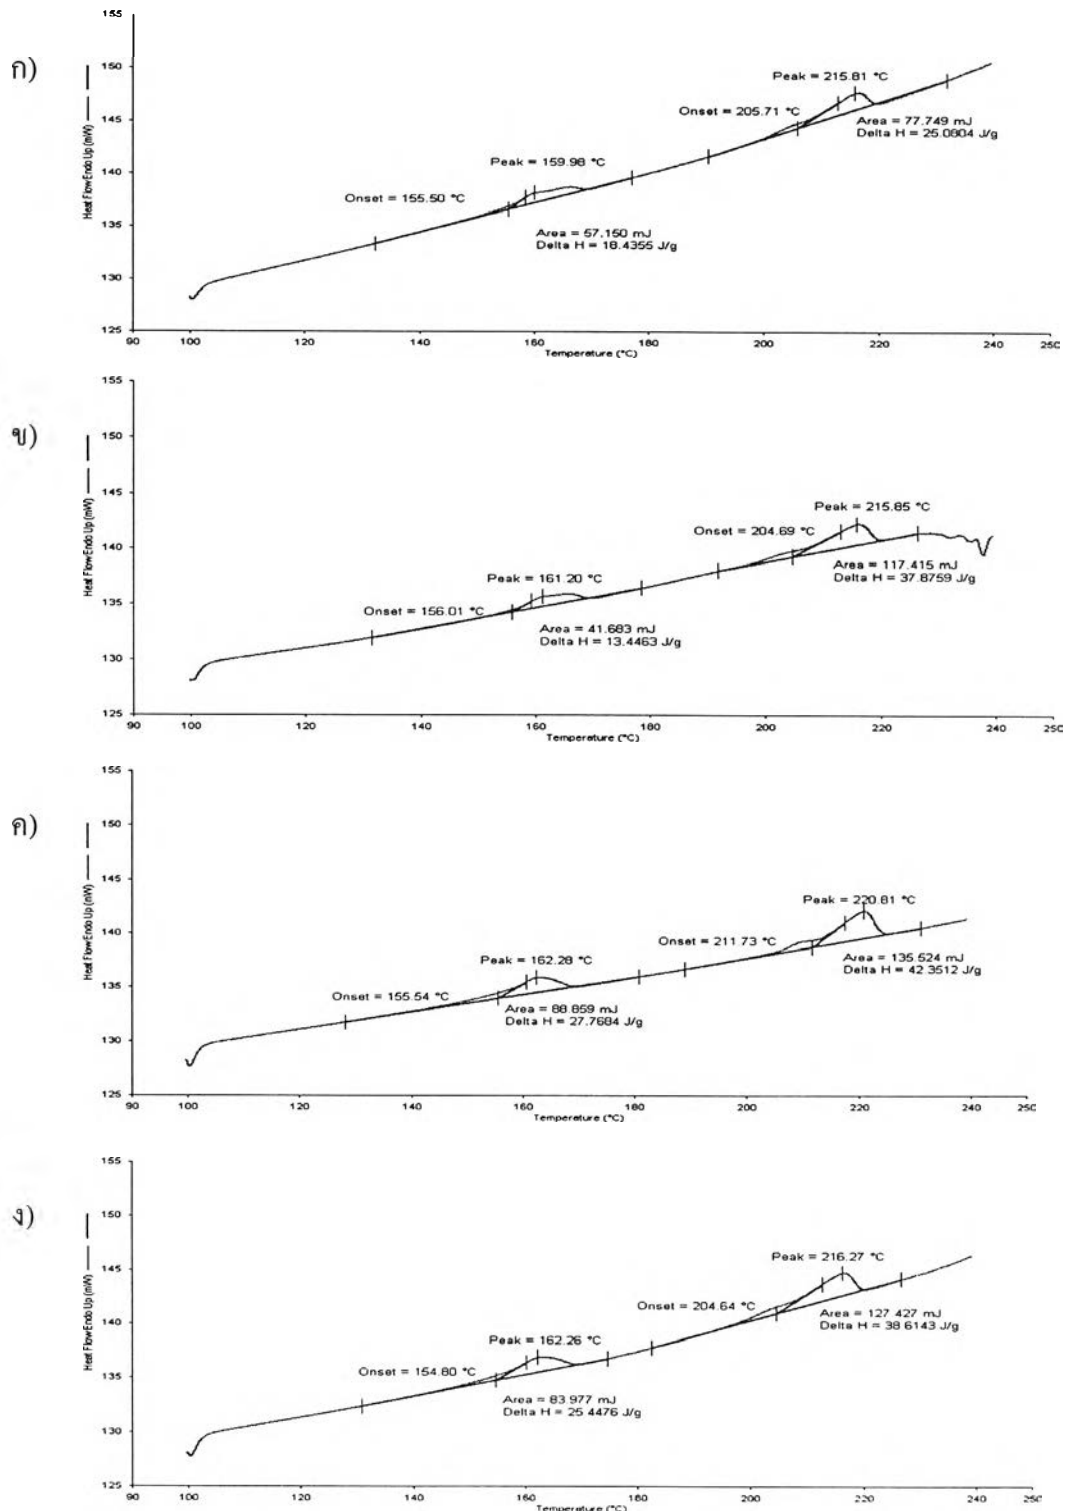 ก)
155
150
145
140
135
130
125
Heat Flow Endo Up (mW)
Peak = 215.81 °C
Onset = 205.71 °C
Area = 77.749 mJ
Delta H = 25.0804 J/g
Peak = 159.98 °C
Onset = 155.50 °C
Area = 57.150 mJ
Delta H = 18.4355 J/g
90 100 120 140 160 180 200 220 240 250
Temperature (°C)
ข)
155
150
145
140
135
130
125
Heat Flow Endo Up (mW)
Peak = 215.85 °C
Onset = 204.69 °C
Area = 117.415 mJ
Delta H = 37.8759 J/g
Peak = 161.20 °C
Onset = 156.01 °C
Area = 41.683 mJ
Delta H = 13.4463 J/g
90 100 120 140 160 180 200 220 240 250
Temperature (°C)
ค)
155
150
145
140
135
130
125
Heat Flow Endo Up (mW)
Peak = 220.81 °C
Onset = 211.73 °C
Area = 135.524 mJ
Delta H = 42.3512 J/g
Peak = 162.28 °C
Onset = 155.54 °C
Area = 88.859 mJ
Delta H = 27.7684 J/g
90 100 120 140 160 180 200 220 240 250
Temperature (°C)
ง)
155
150
145
140
135
130
125
Heat Flow Endo Up (mW)
Peak = 216.27 °C
Onset = 204.64 °C
Area = 127.427 mJ
Delta H = 38.6143 J/g
Peak = 162.26 °C
Onset = 154.80 °C
Area = 83.977 mJ
Delta H = 25.4476 J/g
90 100 120 140 160 180 200 220 240 250
Temperature (°C)